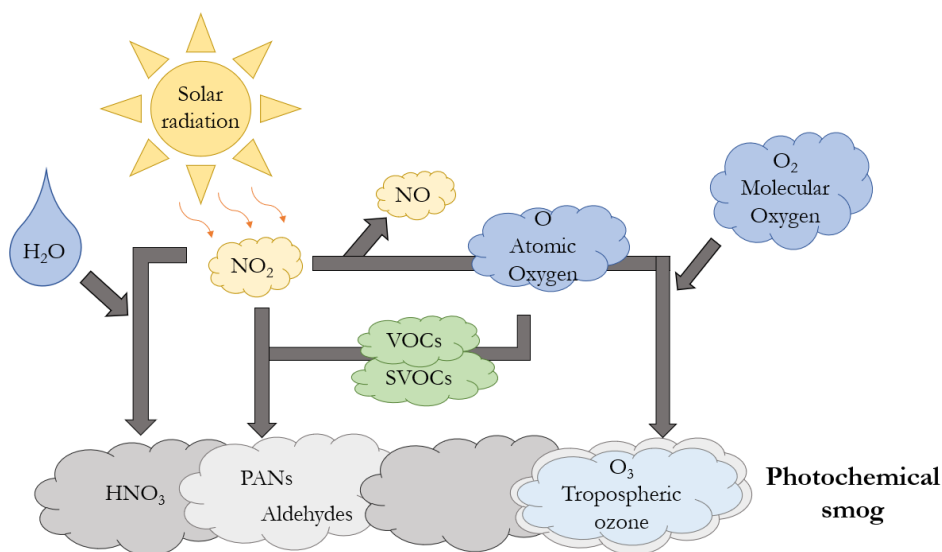 Solar
radiation
H₂O
NO₂
NO
O
Atomic
Oxygen
O₂
Molecular
Oxygen
VOCs
SVOCs
HNO₃
PANs
Aldehydes
O₃
Tropospheric
ozone
Photochemical
smog